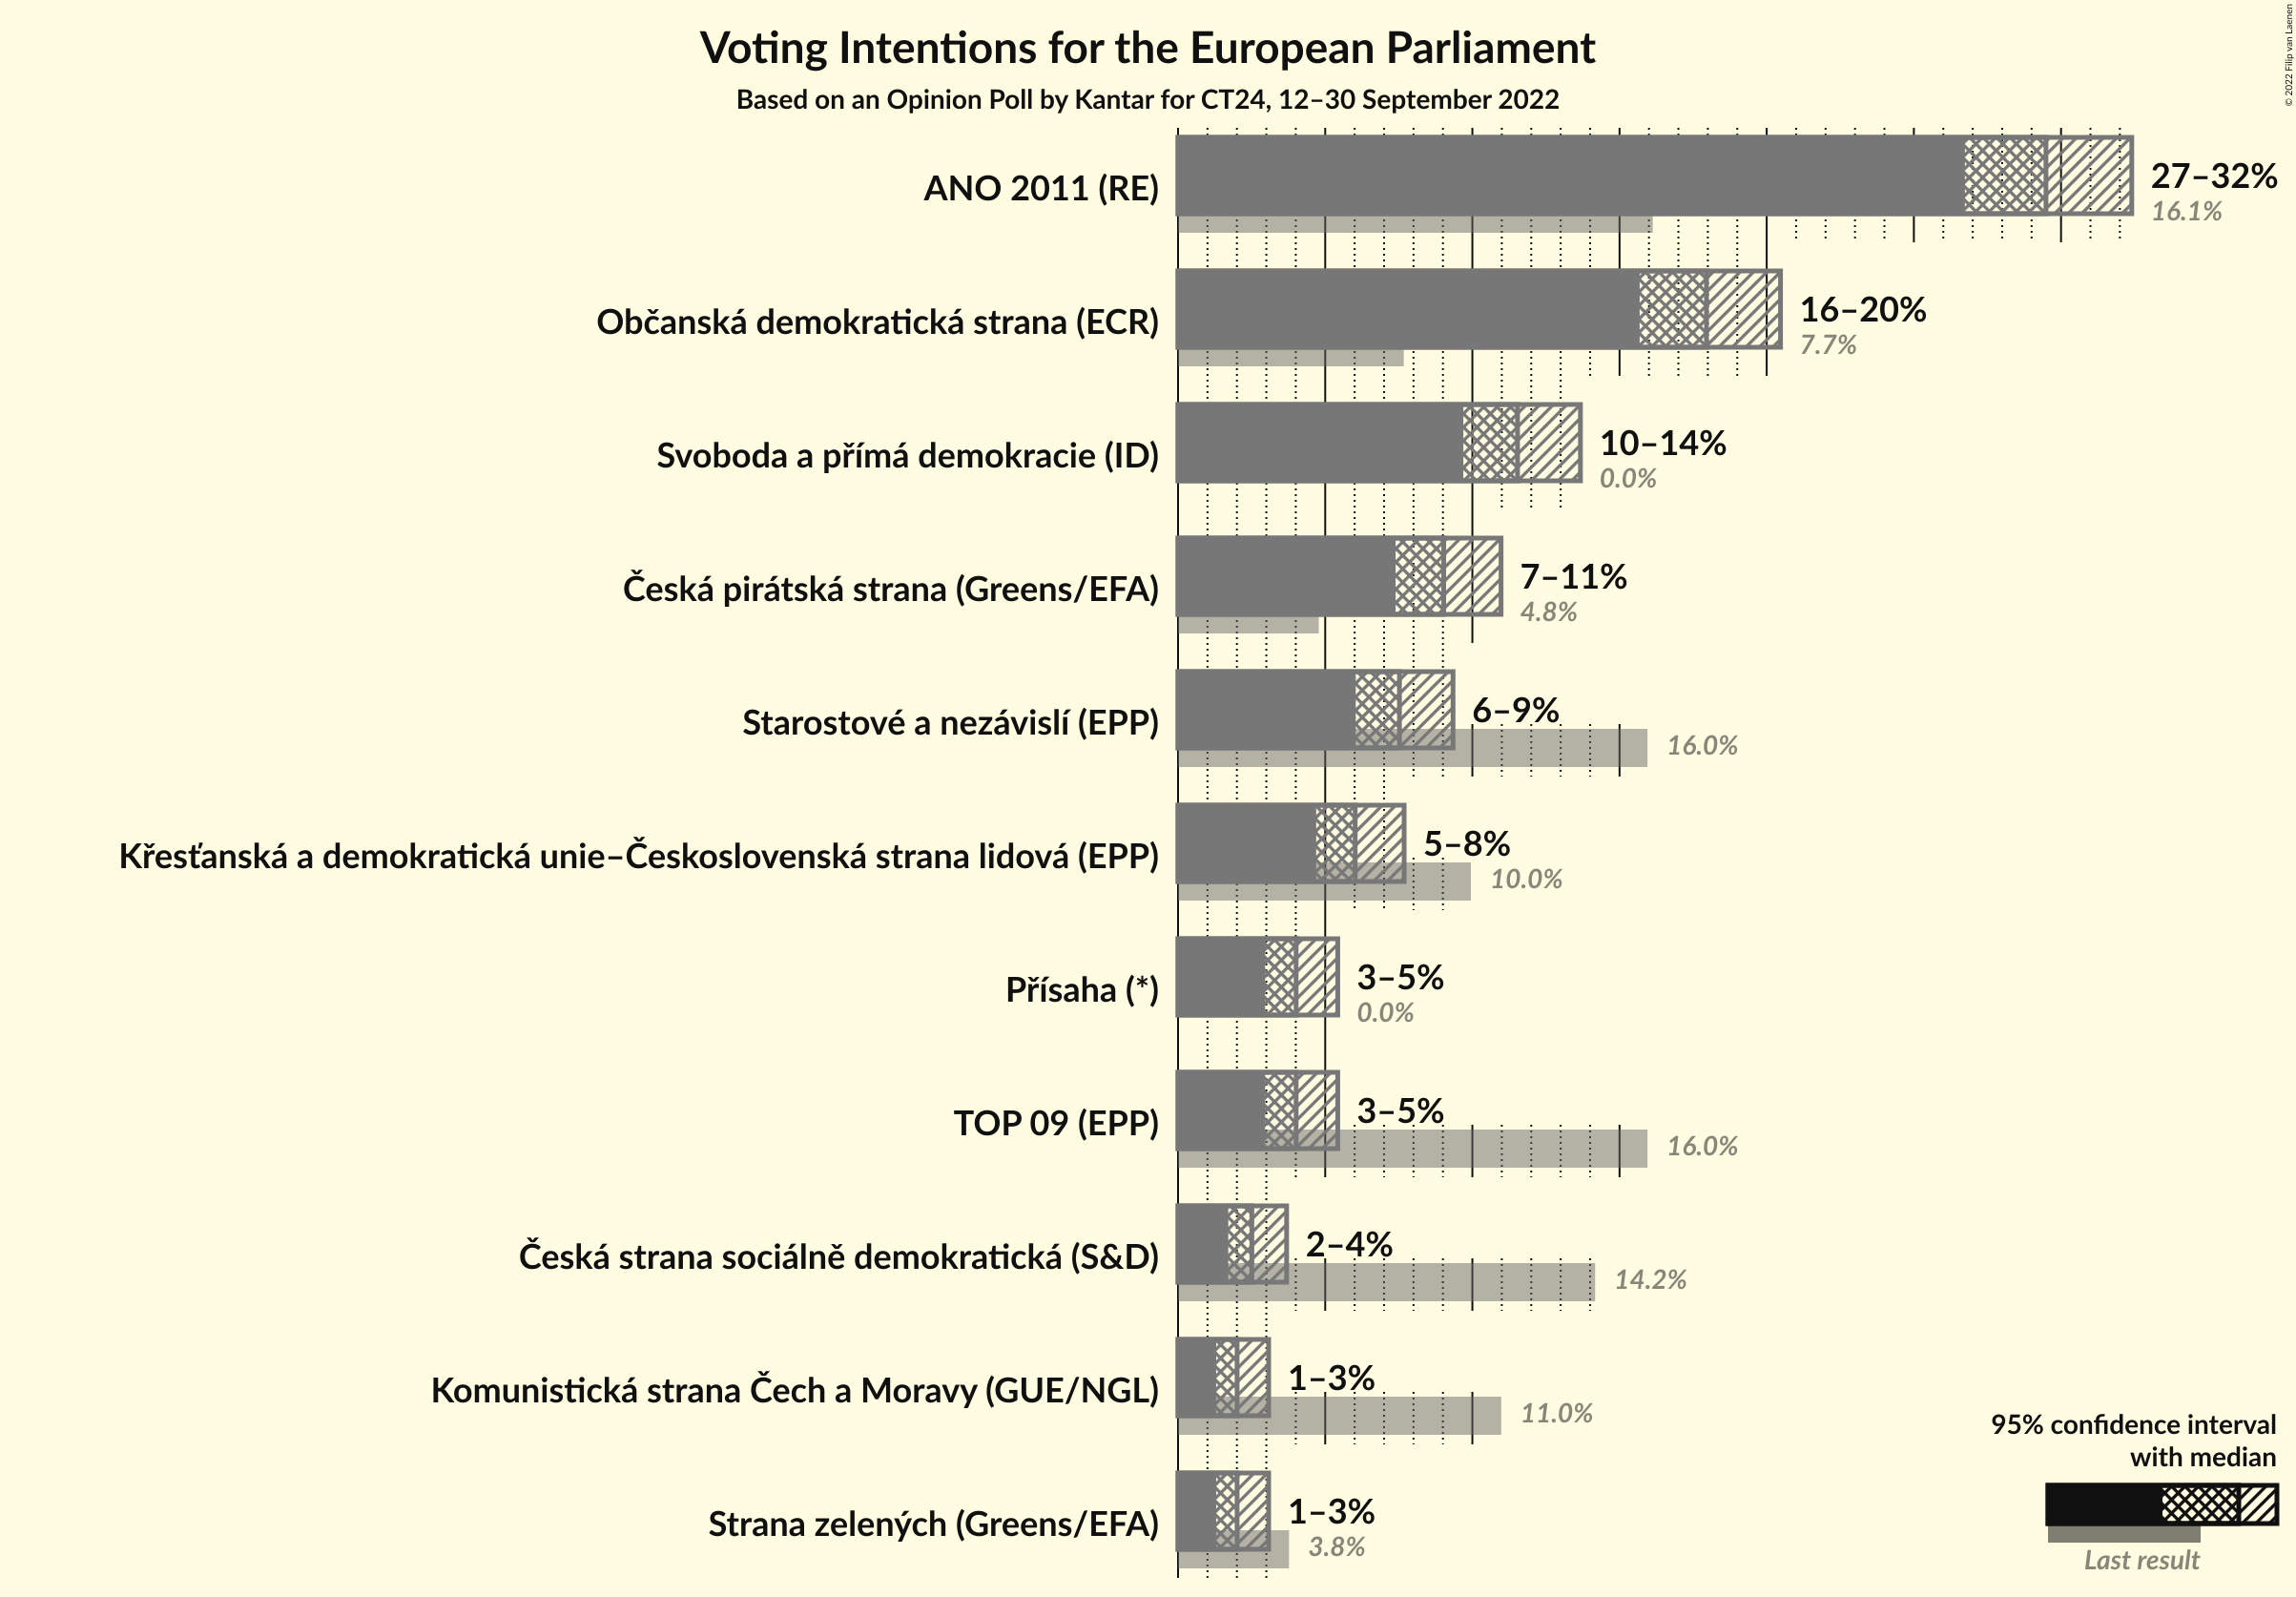 © 2022 Filip van Laenen
Voting Intentions for the European Parliament
Based on an Opinion Poll by Kantar for CT24, 12–30 September 2022
ANO 2011 (RE)
27–32%
16.1%
Občanská demokratická strana (ECR)
16–20%
7.7%
Svoboda a přímá demokracie (ID)
10–14%
0.0%
Česká pirátská strana (Greens/EFA)
7–11%
4.8%
Starostové a nezávislí (EPP)
6–9%
16.0%
Křesťanská a demokratická unie–Československá strana lidová (EPP)
5–8%
10.0%
Přísaha (*)
3–5%
0.0%
TOP 09 (EPP)
3–5%
16.0%
Česká strana sociálně demokratická (S&D)
2–4%
14.2%
Komunistická strana Čech a Moravy (GUE/NGL)
1–3%
11.0%
Strana zelených (Greens/EFA)
1–3%
3.8%
95% confidence interval
with median
Last result